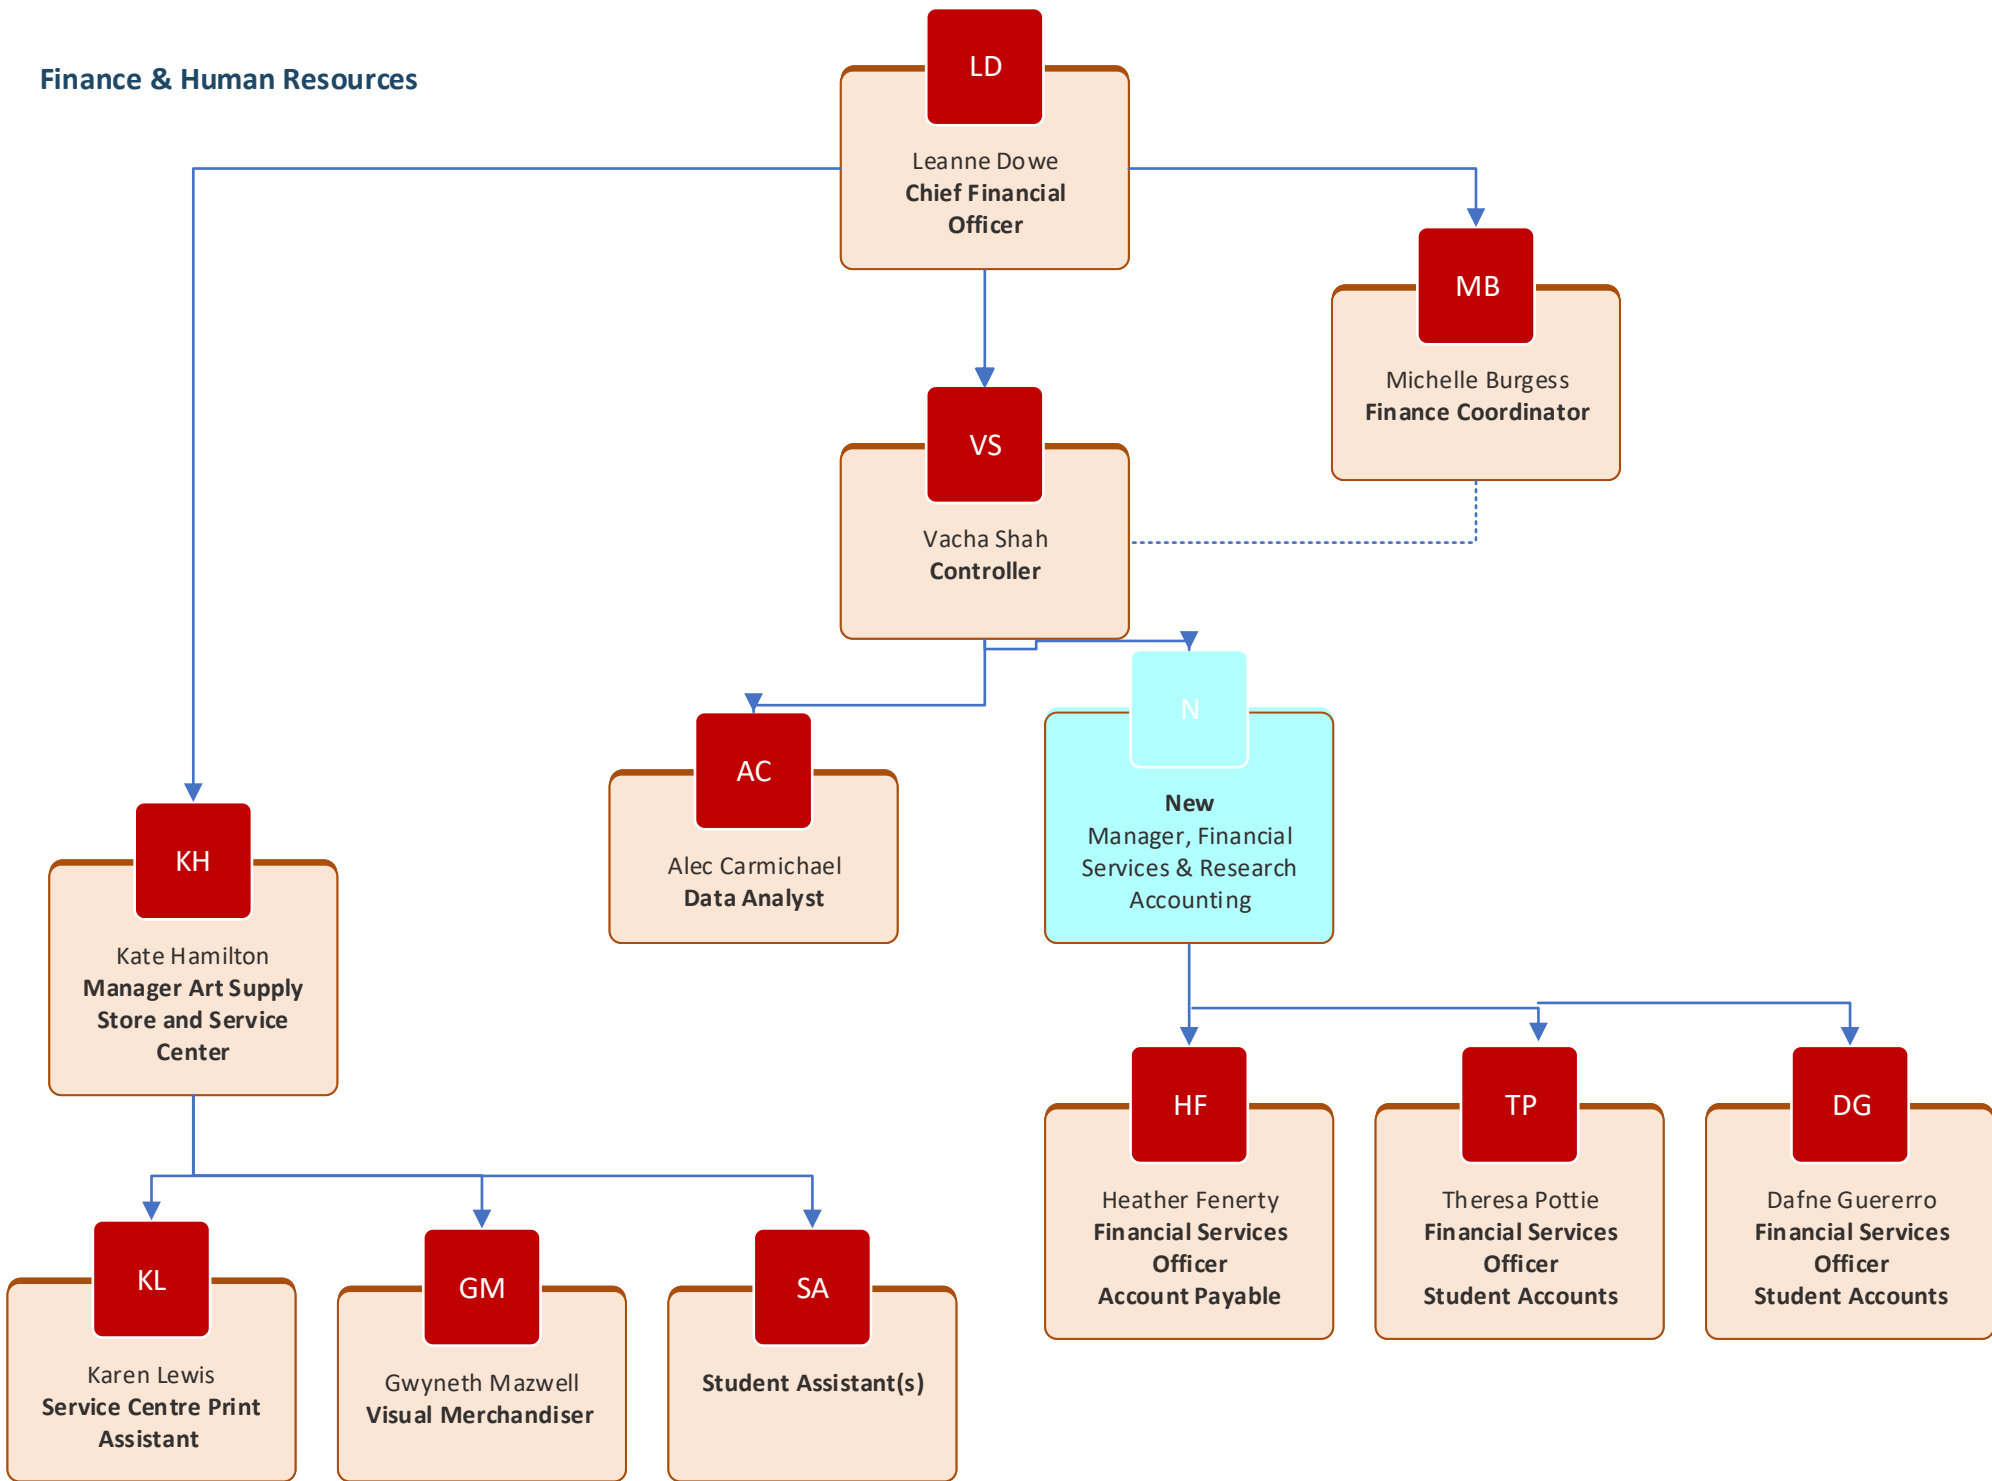 Finance & Human Resources
LD
Leanne Dowe
Chief Financial
Officer
MB
Michelle Burgess
Finance Coordinator
VS
Vacha Shah
Controller
N
New
Manager, Financial
Services & Research
Accounting
AC
Alec Carmichael
Data Analyst
KH
Kate Hamilton
Manager Art Supply
Store and Service
Center
HF
Heather Fenerty
Financial Services
Officer
Account Payable
TP
Theresa Pottie
Financial Services
Officer
Student Accounts
DG
Dafne Guererro
Financial Services
Officer
Student Accounts
KL
Karen Lewis
Service Centre Print
Assistant
GM
Gwyneth Mazwell
Visual Merchandiser
SA
Student Assistant(s)